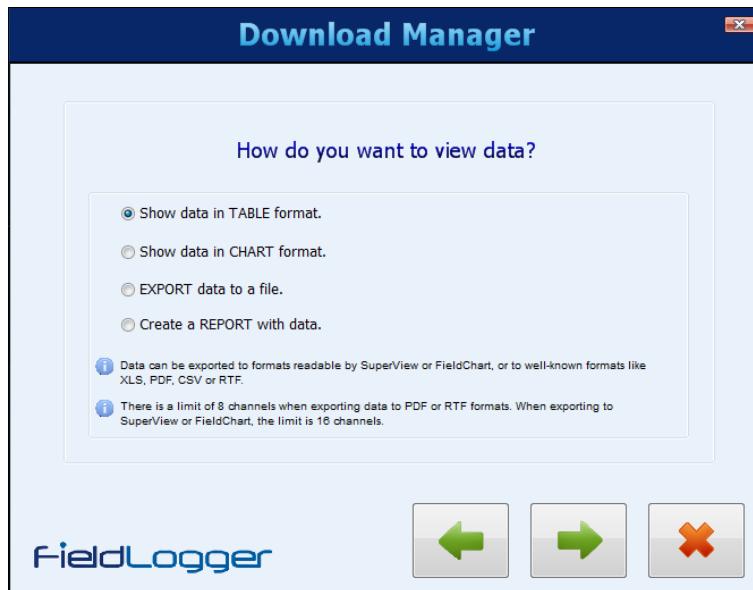 Download Manager
How do you want to view data?
Show data in TABLE format.
Show data in CHART format.
EXPORT data to a file.
Create a REPORT with data.
Data can be exported to formats readable by SuperView or FieldChart, or to well-known formats like
XLS, PDF, CSV or RTF.
There is a limit of 8 channels when exporting data to PDF or RTF formats. When exporting to
SuperView or FieldChart, the limit is 16 channels.
FieldLogger